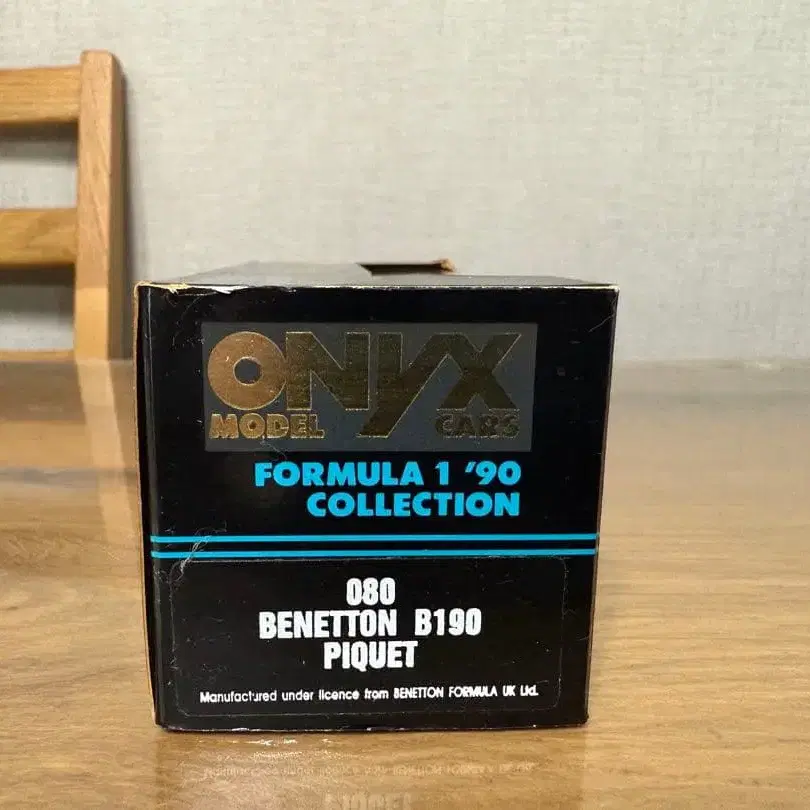 ONYX
MODEL CARS
FORMULA 1 '90
COLLECTION
080
BENETTON B190
PIQUET
Manufactured under licence from BENETTON FORMULA UK Ltd.